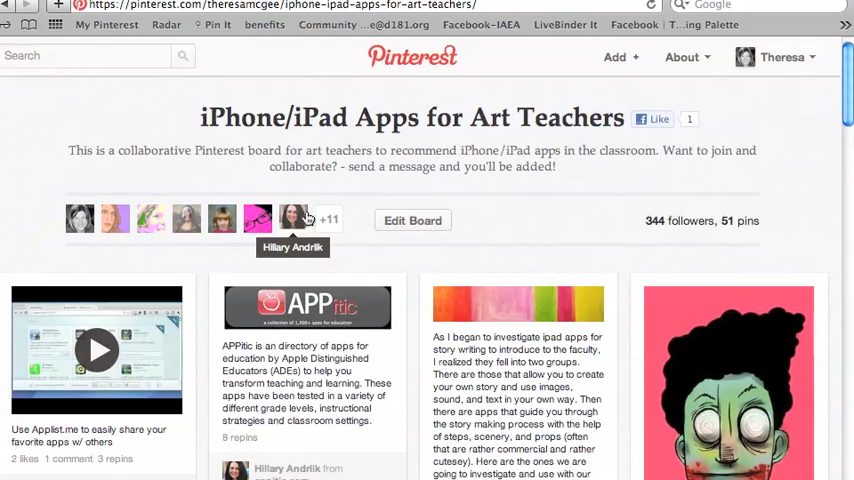 https://pinterest.com/theresamcgee/iphone-ipad-apps-for-art-teachers/
Google
My Pinterest Radar Pin It benefits Community ...e@d181.org Facebook-IAEA LiveBinder It Facebook | T...ing Palette
Search
Pinterest
Add +
About
Theresa
iPhone/iPad Apps for Art Teachers
Like
1
This is a collaborative Pinterest board for art teachers to recommend iPhone/iPad apps in the classroom. Want to join and
collaborate? - send a message and you'll be added!
+11
Edit Board
344 followers, 51 pins
Hillary Andrlik
Use Applist.me to easily share your
favorite apps w/ others
2 likes 1 comment 3 repins
APPitic
a collection of 1,300+ apps for education
APPitic is an directory of apps for
education by Apple Distinguished
Educators (ADEs) to help you
transform teaching and learning. These
apps have been tested in a variety of
different grade levels, instructional
strategies and classroom settings.
8 repins
Hillary Andrlik from
As I began to investigate ipad apps for
story writing to introduce to the faculty,
I realized they fell into two groups.
There are those that allow you to create
your own story and use images,
sound, and text in your own way. Then
there are apps that guide you through
the story making process with the help
of steps, scenery, and props (often
that are rather commercial and rather
cutesey). Here are the ones we are
going to investigate and use with our